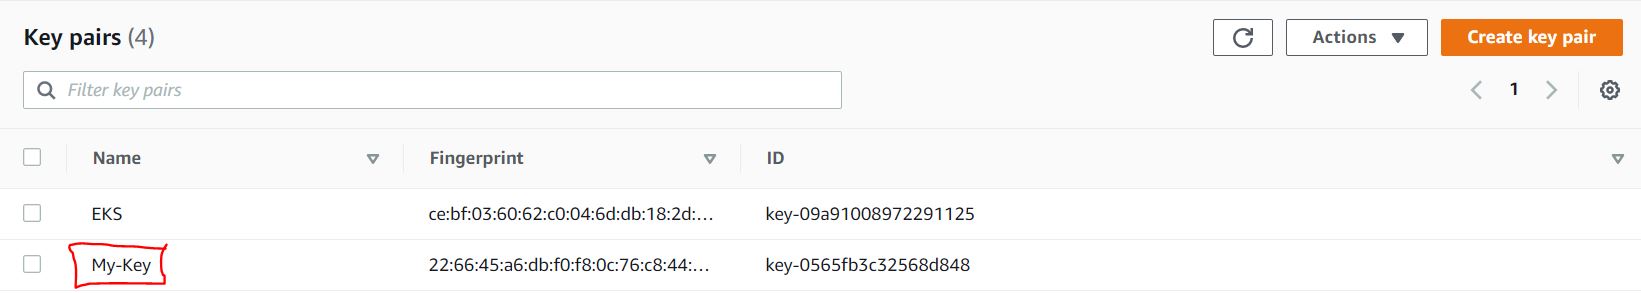 Key pairs (4)
Actions
Create key pair
Filter key pairs
1
Name
Fingerprint
ID
EKS
ce:bf:03:60:62:c0:04:6d:db:18:2d:...
key-09a91008972291125
My-Key
22:66:45:a6:db:f0:f8:0c:76:c8:44:...
key-0565fb3c32568d848